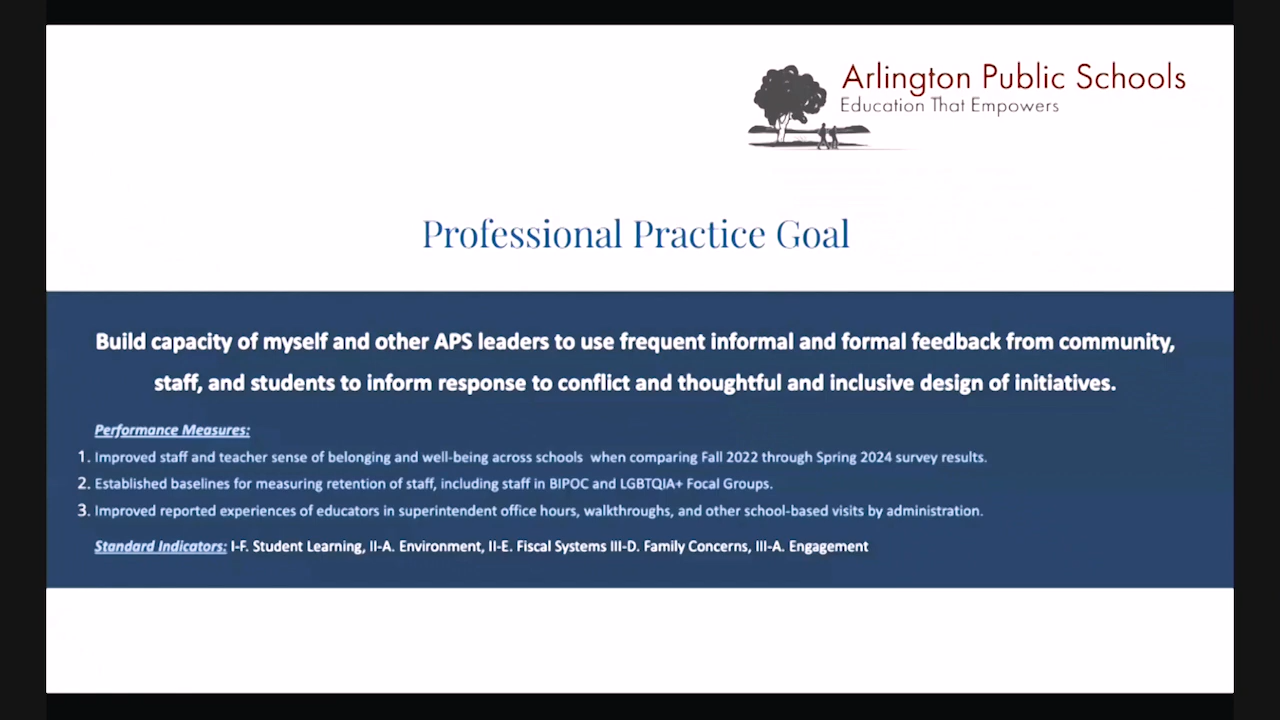 Arlington Public Schools
Education That Empowers
Professional Practice Goal
Build capacity of myself and other APS leaders to use frequent informal and formal feedback from community,
staff, and students to inform response to conflict and thoughtful and inclusive design of initiatives.
Performance Measures:
1. Improved staff and teacher sense of belonging and well-being across schools when comparing Fall 2022 through Spring 2024 survey results.
2. Established baselines for measuring retention of staff, including staff in BIPOC and LGBTQIA+ Focal Groups.
3. Improved reported experiences of educators in superintendent office hours, walkthroughs, and other school-based visits by administration.
Standard Indicators: I-F. Student Learning, II-A. Environment, II-E. Fiscal Systems III-D. Family Concerns, III-A. Engagement